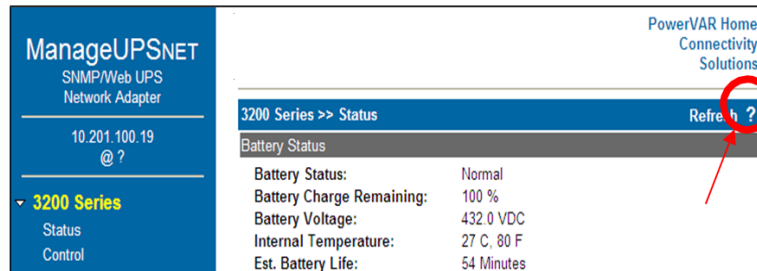 ManageUPSNET
SNMP/Web UPS
Network Adapter
10.201.100.19
@ ?
3200 Series
Status
Control
PowerVAR Home
Connectivity
Solutions
3200 Series >> Status Refresh ?
Battery Status
Battery Status: Normal
Battery Charge Remaining: 100 %
Battery Voltage: 432.0 VDC
Internal Temperature: 27 C, 80 F
Est. Battery Life: 54 Minutes